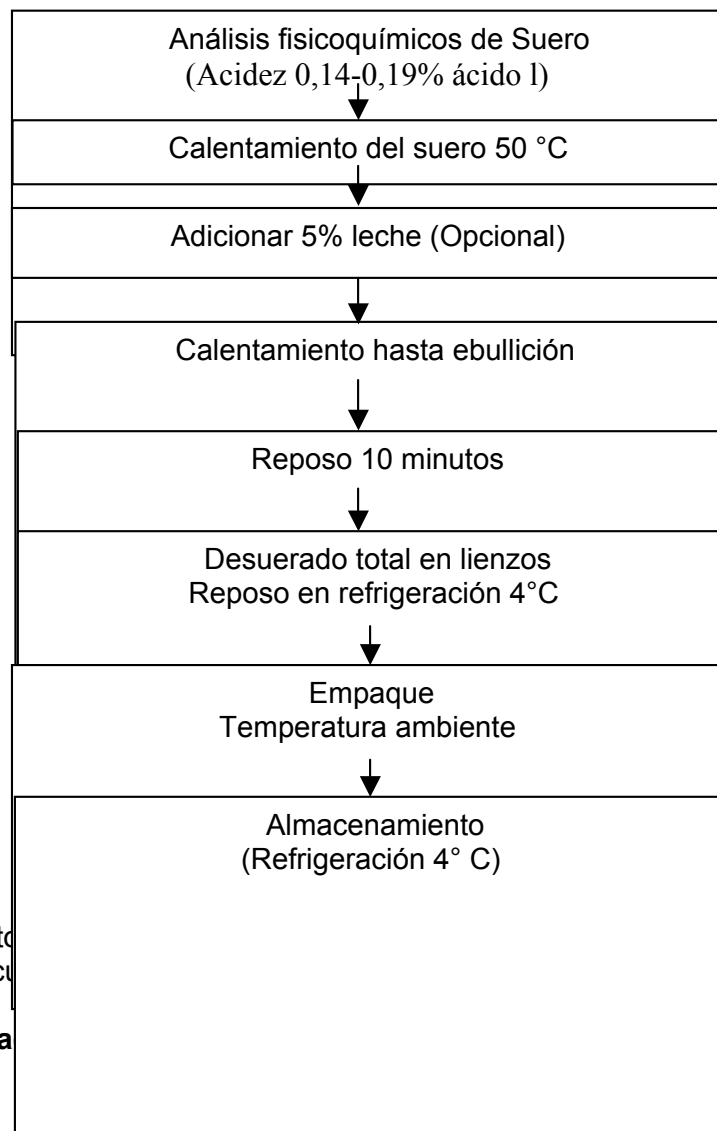 Análisis fisicoquímicos de Suero
(Acidez 0,14-0,19% ácido l)
Calentamiento del suero 50 °C
Adicionar 5% leche (Opcional)
Calentamiento hasta ebullición
Reposo 10 minutos
Desuerado total en lienzos
Reposo en refrigeración 4°C
Empaque
Temperatura ambiente
Almacenamiento
(Refrigeración 4° C)